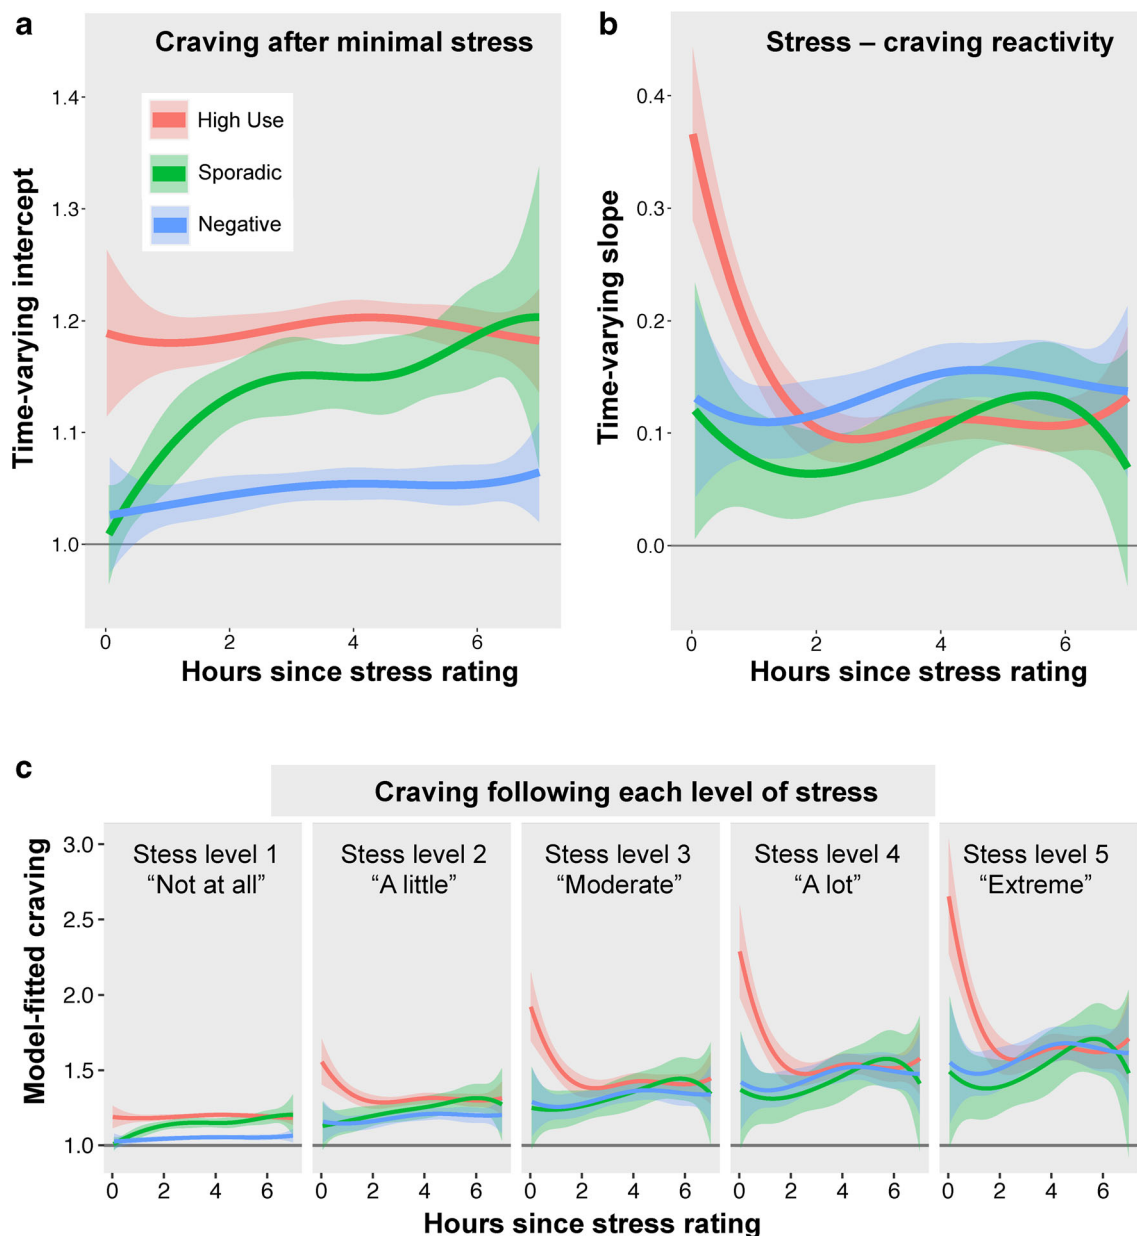 a
Craving after minimal stress
Time-varying intercept
1.4
1.3
1.2
1.1
1.0
High Use
Sporadic
Negative
0 2 4 6
Hours since stress rating
b
Stress – craving reactivity
Time-varying slope
0.4
0.3
0.2
0.1
0.0
0 2 4 6
Hours since stress rating
c
Craving following each level of stress
Model-fitted craving
3.0
2.5
2.0
1.5
1.0
Stess level 1
“Not at all”
Stess level 2
“A little”
Stess level 3
“Moderate”
Stess level 4
“A lot”
Stess level 5
“Extreme”
0 2 4 6
0 2 4 6
0 2 4 6
0 2 4 6
0 2 4 6
Hours since stress rating